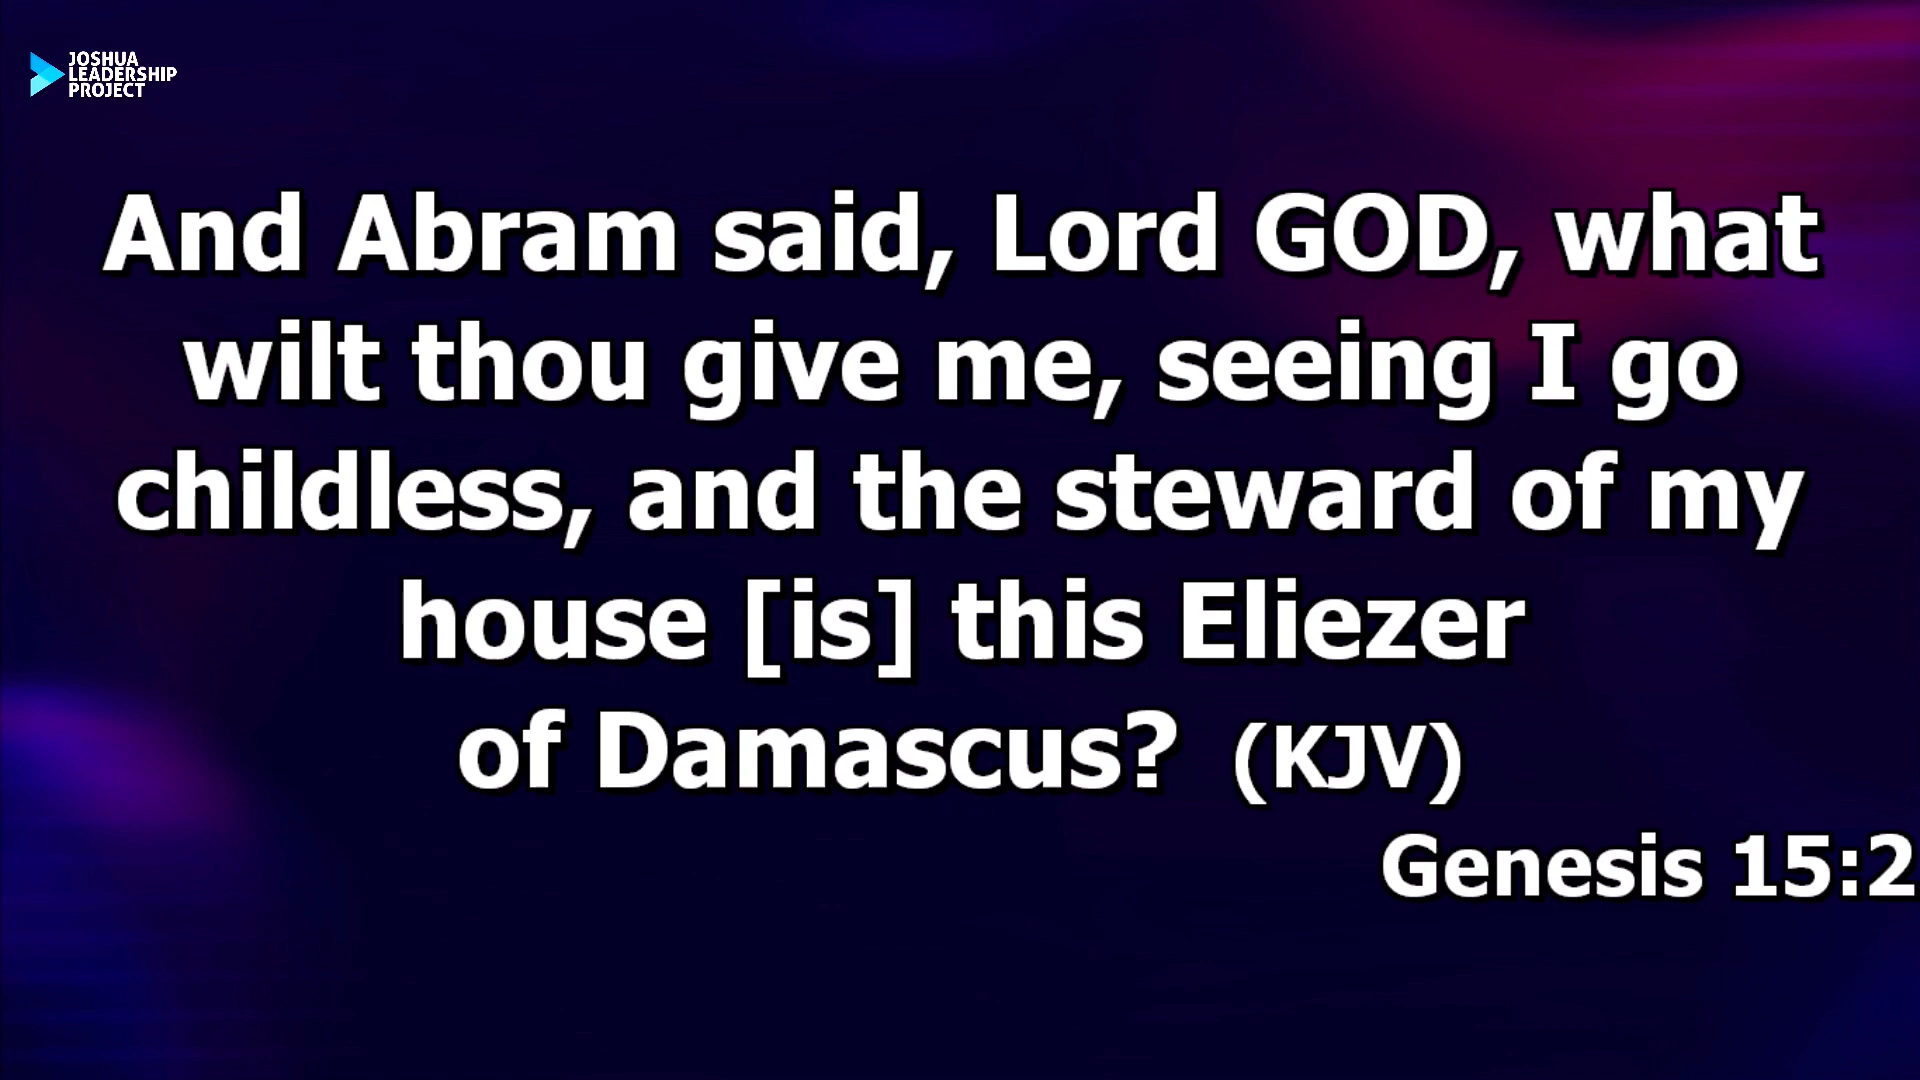 JOSHUA
LEADERSHIP
PROJECT
And Abram said, Lord GOD, what
wilt thou give me, seeing I go
childless, and the steward of my
house [is] this Eliezer
of Damascus? (KJV)
Genesis 15:2